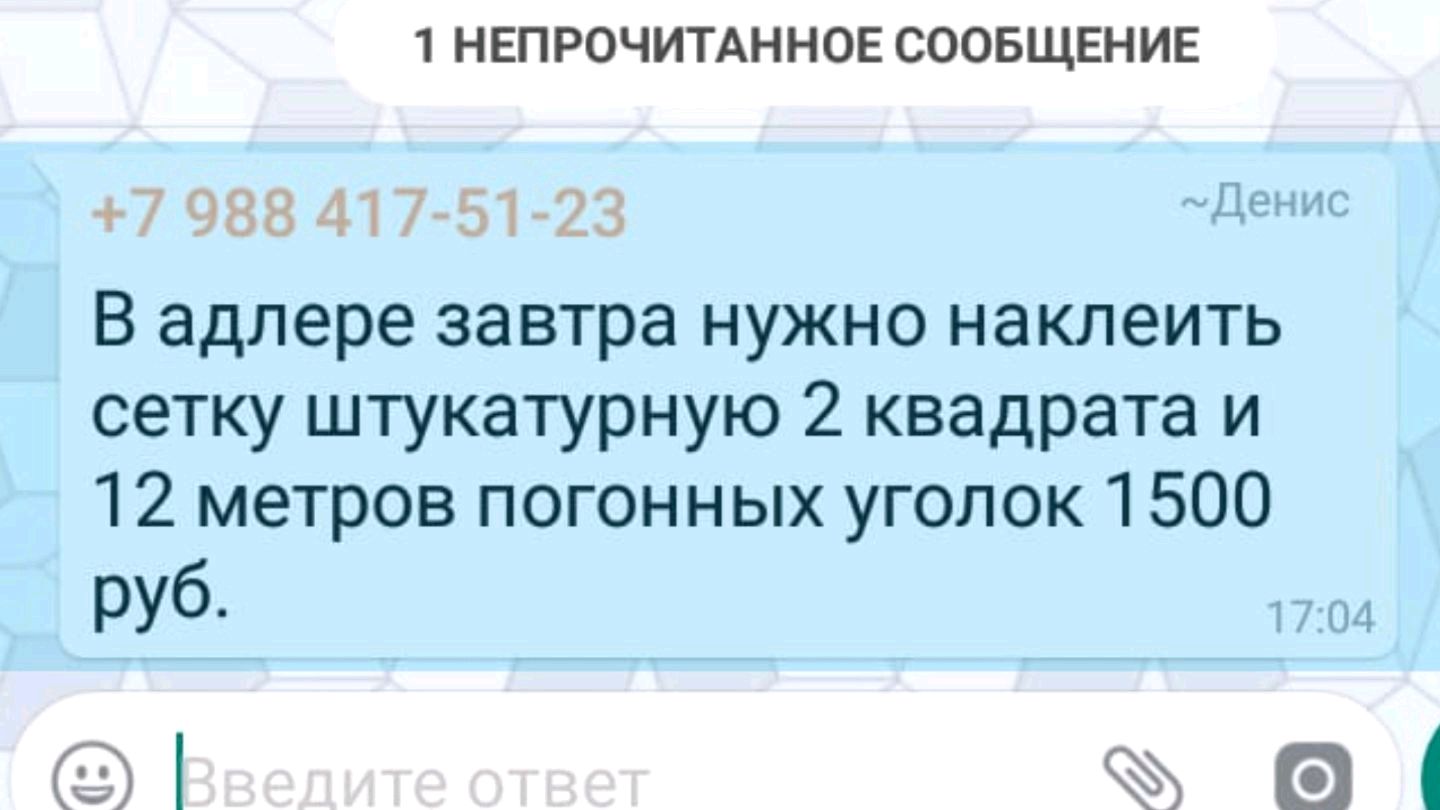 1 НЕПРОЧИТАННОЕ СООБЩЕНИЕ
+7 988 417-51-23 ~Денис
В адлере завтра нужно наклеить
сетку штукатурную 2 квадрата и
12 метров погонных уголок 1500
руб.
17:04
Введите ответ